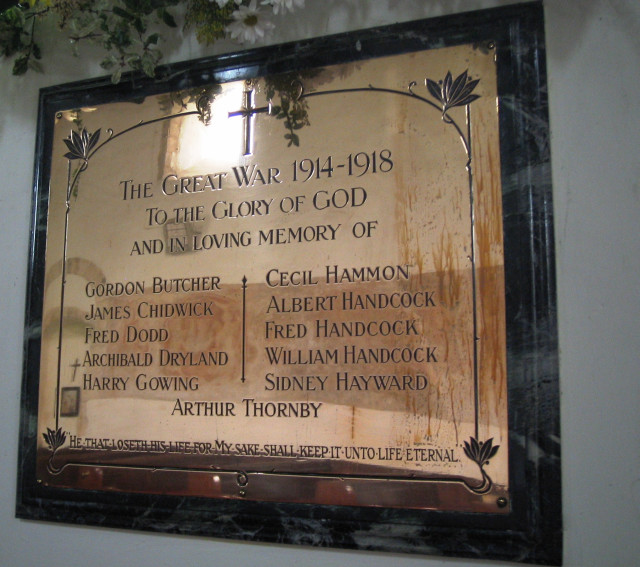 The Great War 1914-1918
To the Glory of GOD
and in loving memory of
Gordon Butcher
James Chidwick
Fred Dodd
Archibald Dryland
Harry Gowing
Cecil Hammon
Albert Handcock
Fred Handcock
William Handcock
Sidney Hayward
Arthur Thornby
He that loseth his life for My sake shall keep it unto life eternal.